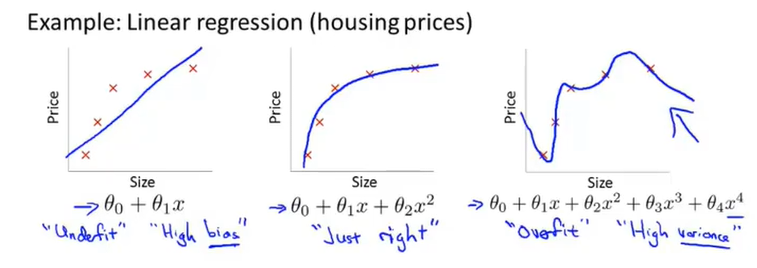 Example: Linear regression (housing prices)
Price
Size
→ θ₀ + θ₁x
"Undefit" "High bias"
Price
Size
→ θ₀ + θ₁x + θ₂x²
"Just right"
Price
Size
→ θ₀ + θ₁x + θ₂x² + θ₃x³ + θ₄x⁴
"Overfit" "High variance"